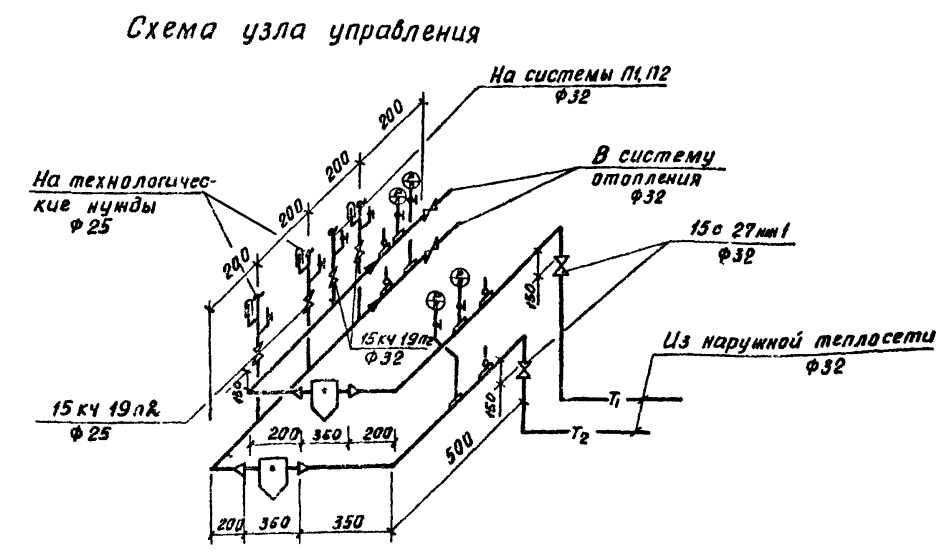 Схема узла управления
На системы П1, П2
Ф32
200
200
200
200
В систему
отопления
Ф32
На технологичес-
кие нужды
Ф25
15с 27нж1
Ф32
150
15кч 19п2
Ф32
Из наружной теплосети
Ф32
15кч 19п2
Ф25
150
150
T1
T2
200
360
200
500
200
360
350